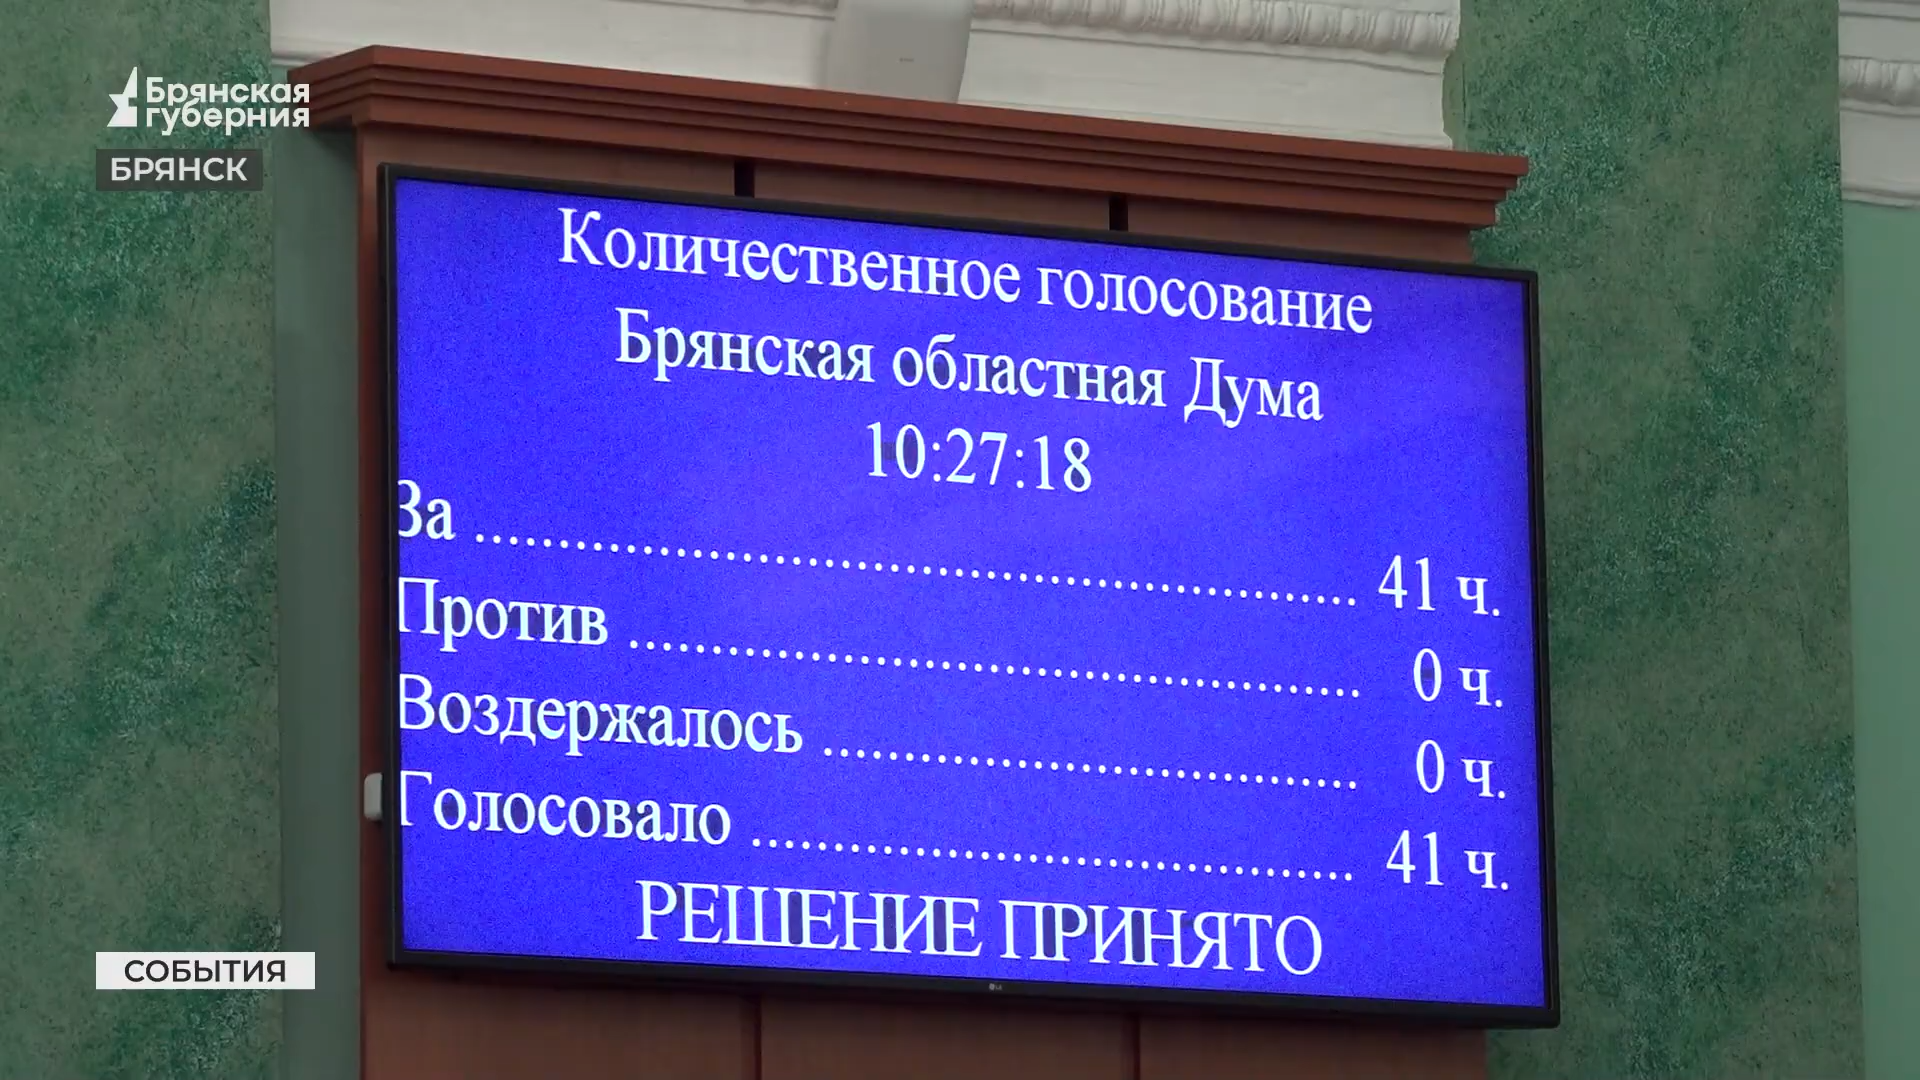 Брянская
губерния
БРЯНСК
Количественное голосование
Брянская областная Дума
10:27:18
За ........................................................ 41 ч.
Против ................................................ 0 ч.
Воздержалось .................................... 0 ч.
Голосовало ........................................ 41 ч.
РЕШЕНИЕ ПРИНЯТО
LG
СОБЫТИЯ